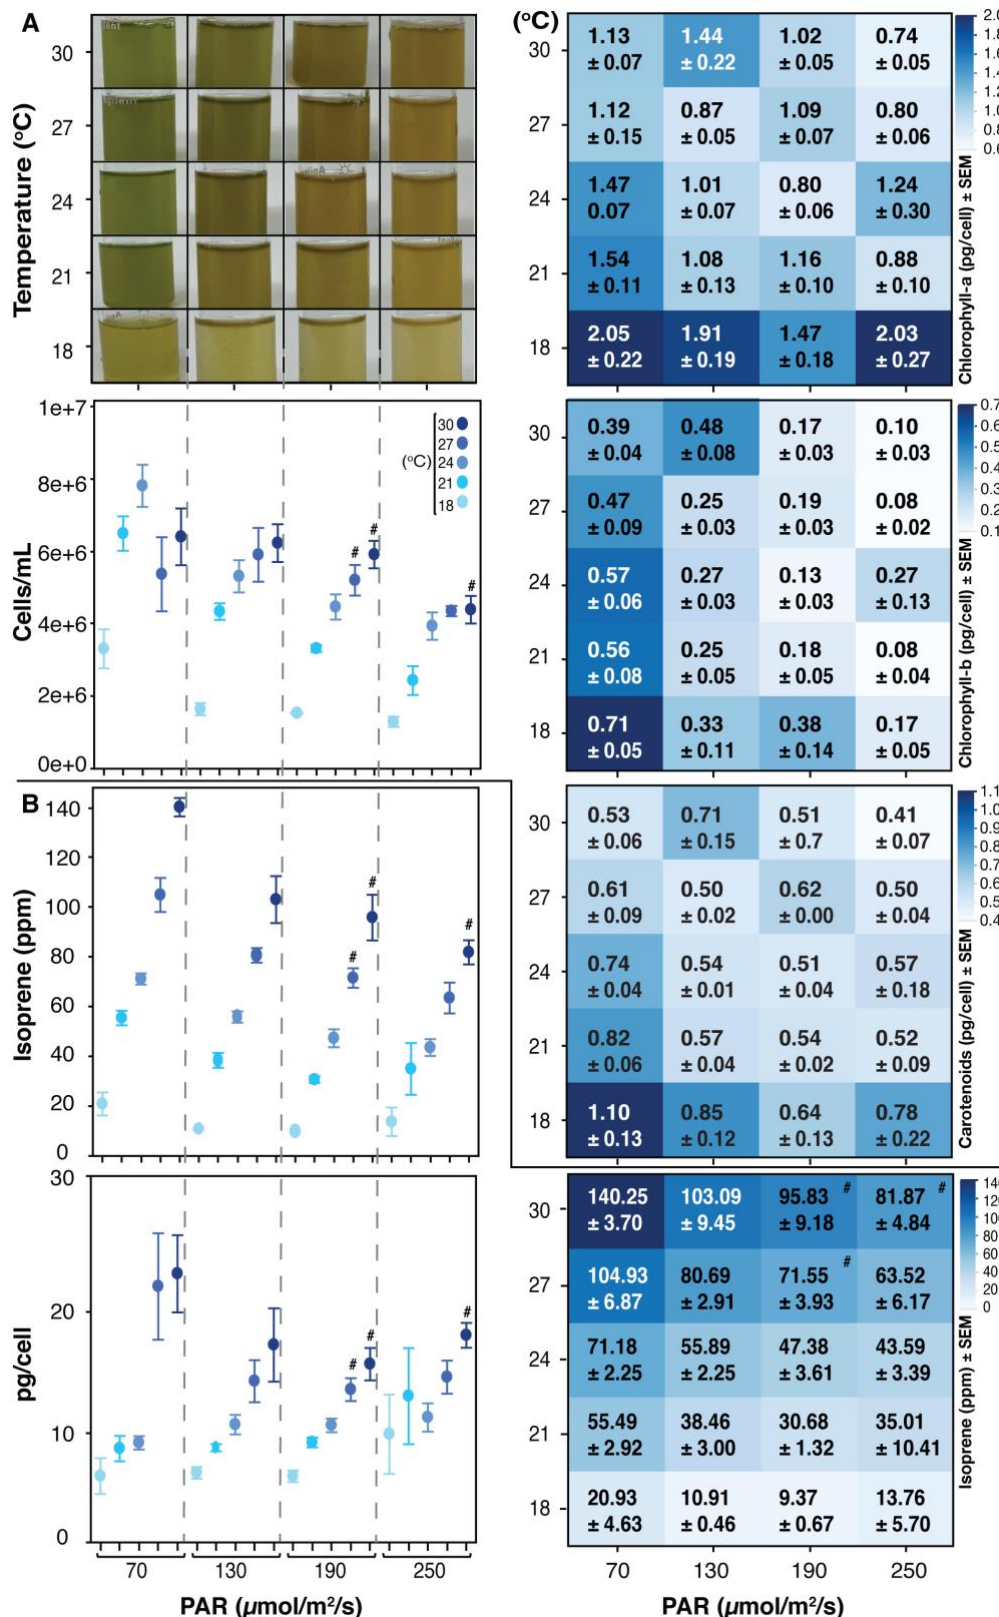 A
Temperature (°C)
30
27
24
21
18
1e+7
8e+6
6e+6
4e+6
2e+6
0e+0
Cells/mL
(°C)
30
27
24
21
18
# #
#
B
Isoprene (ppm)
140
120
100
80
60
40
20
0
# #
#
pg/cell
30
20
10
0
# #
#
70 130 190 250
PAR (µmol/m²/s)
(°C)
30
1.13 1.44 1.02 0.74
± 0.07 ± 0.22 ± 0.05 ± 0.05
27
1.12 0.87 1.09 0.80
± 0.15 ± 0.05 ± 0.07 ± 0.06
24
1.47 1.01 0.80 1.24
0.07 ± 0.07 ± 0.06 ± 0.30
21
1.54 1.08 1.16 0.88
± 0.11 ± 0.13 ± 0.10 ± 0.10
18
2.05 1.91 1.47 2.03
± 0.22 ± 0.19 ± 0.18 ± 0.27
Chlorophyll-a (pg/cell) ± SEM
30
0.39 0.48 0.17 0.10
± 0.04 ± 0.08 ± 0.03 ± 0.03
27
0.47 0.25 0.19 0.08
± 0.09 ± 0.03 ± 0.03 ± 0.02
24
0.57 0.27 0.13 0.27
± 0.06 ± 0.03 ± 0.03 ± 0.13
21
0.56 0.25 0.18 0.08
± 0.08 ± 0.05 ± 0.05 ± 0.04
18
0.71 0.33 0.38 0.17
± 0.05 ± 0.11 ± 0.14 ± 0.05
Chlorophyll-b (pg/cell) ± SEM
30
0.53 0.71 0.51 0.41
± 0.06 ± 0.15 ± 0.7 ± 0.07
27
0.61 0.50 0.62 0.50
± 0.09 ± 0.02 ± 0.00 ± 0.04
24
0.74 0.54 0.51 0.57
± 0.04 ± 0.01 ± 0.04 ± 0.18
21
0.82 0.57 0.54 0.52
± 0.06 ± 0.04 ± 0.02 ± 0.09
18
1.10 0.85 0.64 0.78
± 0.13 ± 0.12 ± 0.13 ± 0.22
Carotenoids (pg/cell) ± SEM
30
140.25 103.09 95.83 # 81.87 #
± 3.70 ± 9.45 ± 9.18 ± 4.84
27
104.93 80.69 71.55 # 63.52
± 6.87 ± 2.91 ± 3.93 ± 6.17
24
71.18 55.89 47.38 43.59
± 2.25 ± 2.25 ± 3.61 ± 3.39
21
55.49 38.46 30.68 35.01
± 2.92 ± 3.00 ± 1.32 ± 10.41
18
20.93 10.91 9.37 13.76
± 4.63 ± 0.46 ± 0.67 ± 5.70
Isoprene (ppm) ± SEM
70 130 190 250
PAR (µmol/m²/s)